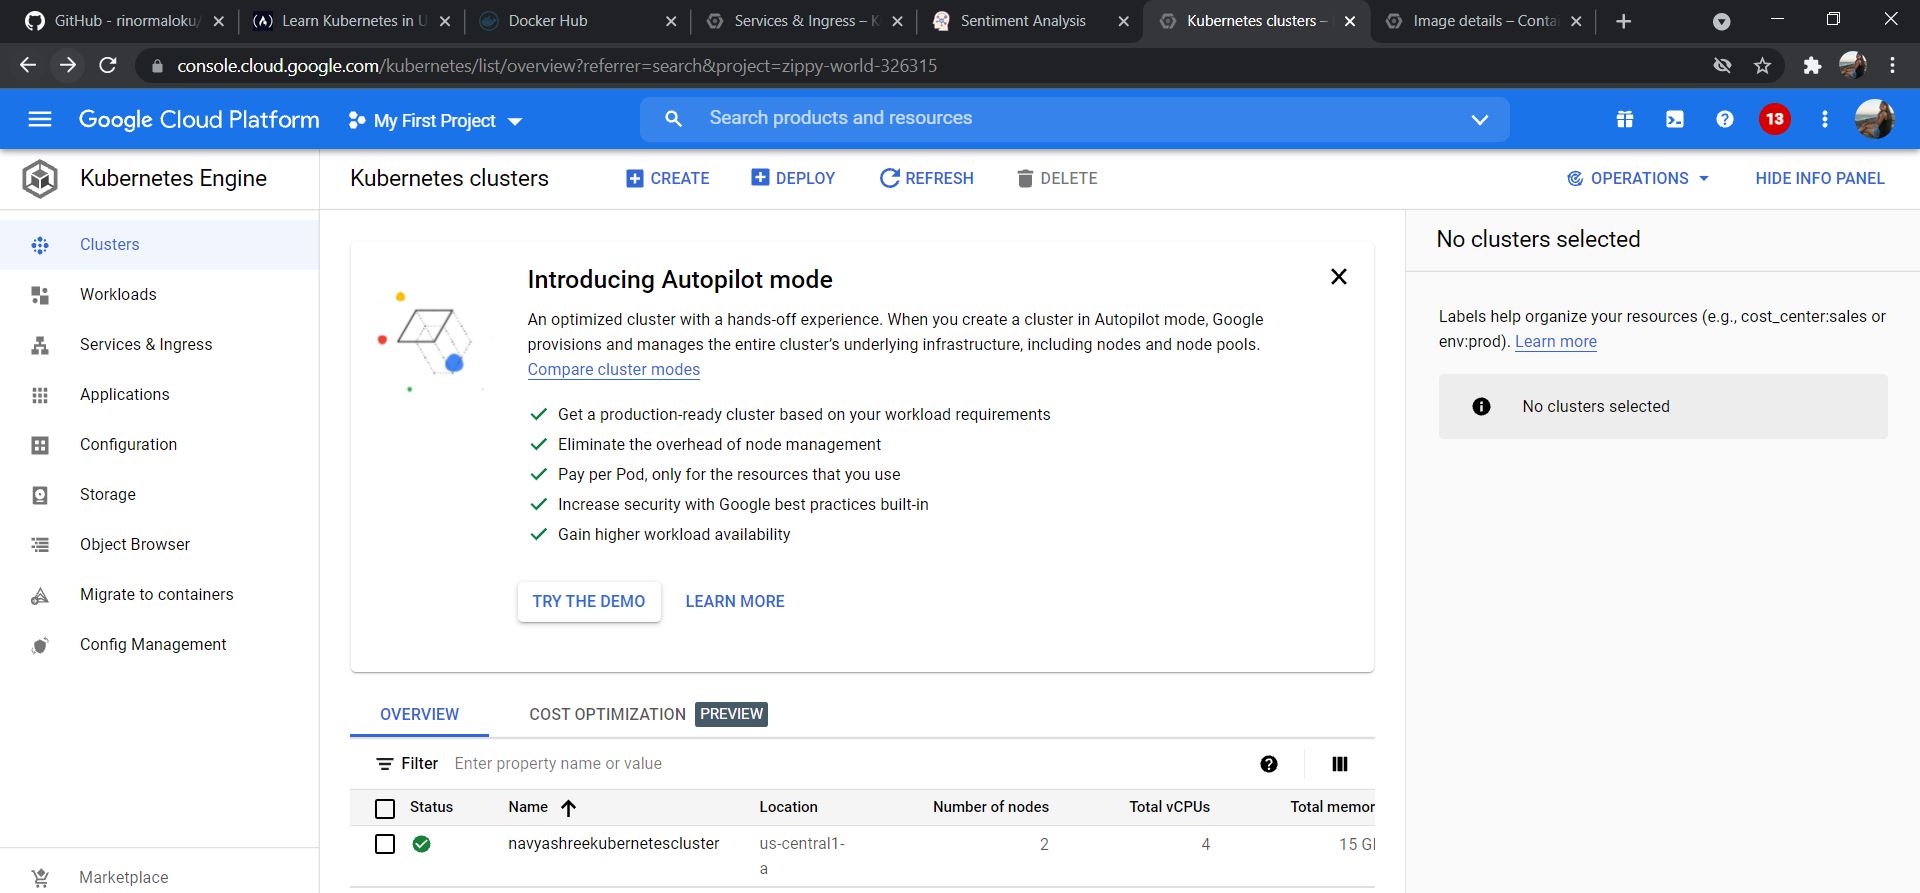 GitHub - rinormaloku/
Learn Kubernetes in U
Docker Hub
Services & Ingress – K
Sentiment Analysis
Kubernetes clusters –
Image details – Contai
console.cloud.google.com/kubernetes/list/overview?referrer=search&project=zippy-world-326315
Google Cloud Platform
My First Project
Search products and resources
13
Kubernetes Engine
Kubernetes clusters
CREATE
DEPLOY
REFRESH
DELETE
OPERATIONS
HIDE INFO PANEL
Clusters
Workloads
Services & Ingress
Applications
Configuration
Storage
Object Browser
Migrate to containers
Config Management
Marketplace
Introducing Autopilot mode
An optimized cluster with a hands-off experience. When you create a cluster in Autopilot mode, Google
provisions and manages the entire cluster’s underlying infrastructure, including nodes and node pools.
Compare cluster modes
Get a production-ready cluster based on your workload requirements
Eliminate the overhead of node management
Pay per Pod, only for the resources that you use
Increase security with Google best practices built-in
Gain higher workload availability
TRY THE DEMO
LEARN MORE
OVERVIEW
COST OPTIMIZATION PREVIEW
Filter Enter property name or value
Status Name Location Number of nodes Total vCPUs Total memor
navyashreekubernetescluster us-central1- 2 4 15 G
a
No clusters selected
Labels help organize your resources (e.g., cost_center:sales or
env:prod). Learn more
No clusters selected